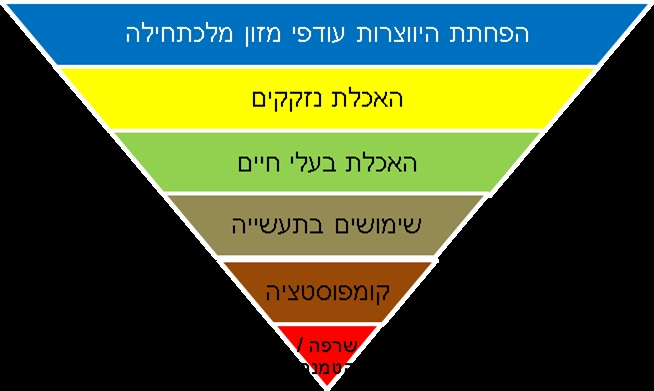 הפחתת היווצרות עודפי מזון מלכתחילה
האכלת נזקקים
האכלת בעלי חיים
שימושים בתעשייה
קומפוסטציה
שרפה /